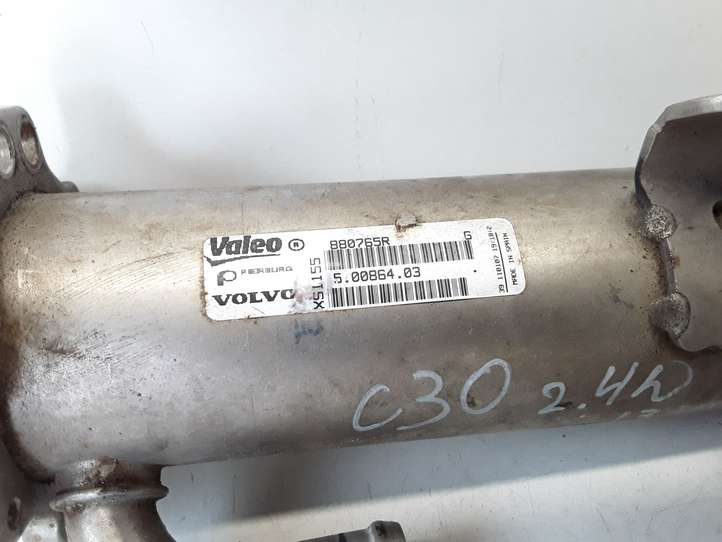 Valeo ® 880765R G
PIERBURG 5.00864.03
VOLVO
XS1155
MADE IN SPAIN
C30 2.4D